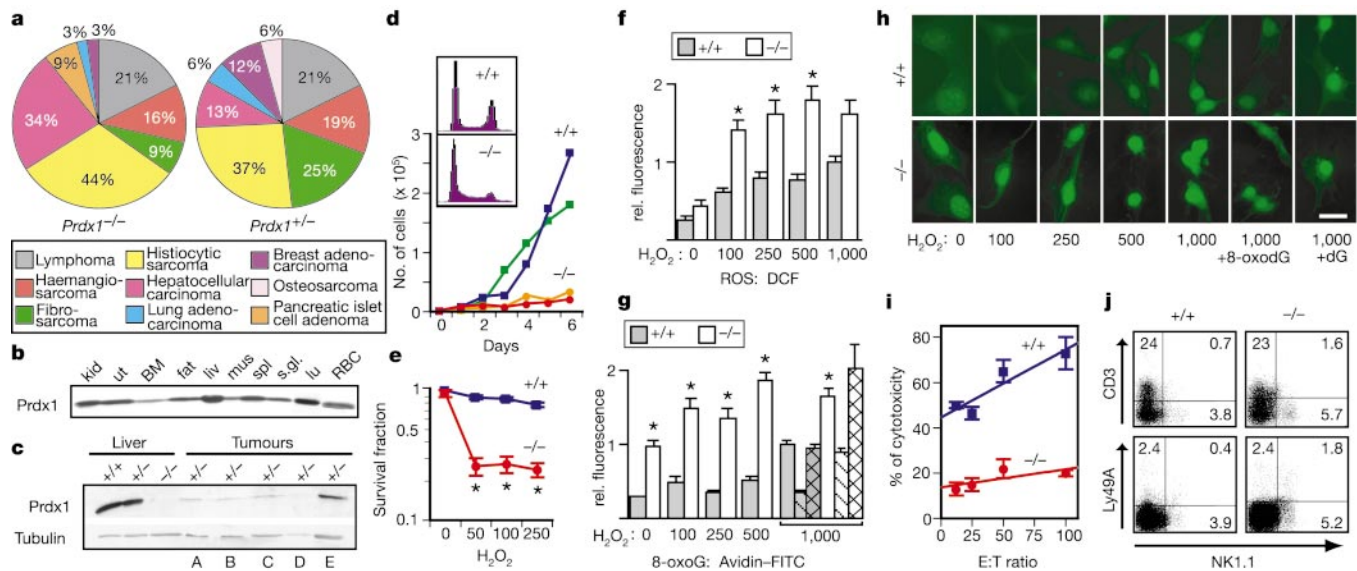 a
3%
3%
9%
21%
34%
16%
9%
44%
Prdx1−/−
6%
6%
12%
21%
13%
19%
37%
25%
Prdx1+/−
Lymphoma
Haemangio-
sarcoma
Fibro-
sarcoma
Histiocytic
sarcoma
Hepatocellular
carcinoma
Lung adeno-
carcinoma
Breast adeno-
carcinoma
Osteosarcoma
Pancreatic islet
cell adenoma
b
kid ut BM fat liv mus spl s.gl. lu RBC
Prdx1
c
Liver Tumours
+/+ +/− −/− +/− +/− +/− +/− +/−
Prdx1
Tubulin
A B C D E
d
+/+
−/−
No. of cells (x 10⁵)
3
2
1
0
+/+
−/−
0 2 4 6
Days
e
Survival fraction
1
0.5
0.1
+/+
−/−
* * *
0 50 100 250
H2O2
f
+/+ −/−
rel. fluorescence
2
1
0
* * *
H2O2: 0 100 250 500 1,000
ROS: DCF
g
+/+ −/−
rel. fluorescence
2
1
0
* * * * *
H2O2: 0 100 250 500 1,000
8-oxoG: Avidin–FITC
h
+/+
−/−
H2O2: 0 100 250 500 1,000 1,000 1,000
+8-oxodG +dG
i
% of cytotoxicity
80
60
40
20
0
+/+
−/−
0 25 50 75 100
E:T ratio
j
+/+ −/−
CD3
24 0.7
3.8
23 1.6
5.7
Ly49A
2.4 0.4
3.9
2.4 1.8
5.2
NK1.1